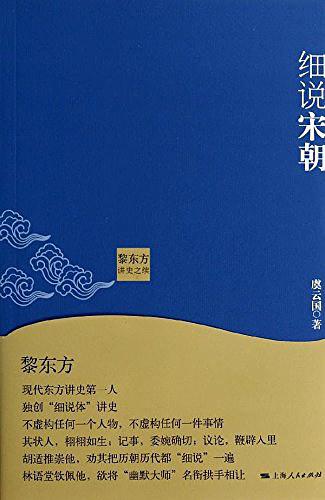 细说宋朝
黎东方
讲史之续
虞云国◎著
黎东方
现代东方讲史第一人
独创“细说体”讲史
不虚构任何一个人物，不虚构任何一件事情
其状人，栩栩如生；记事，委婉确切；议论，鞭辟入里
胡适推崇他，劝其把历朝历代都“细说”一遍
林语堂钦佩他，欲将“幽默大师”名衔拱手相让
上海人民出版社